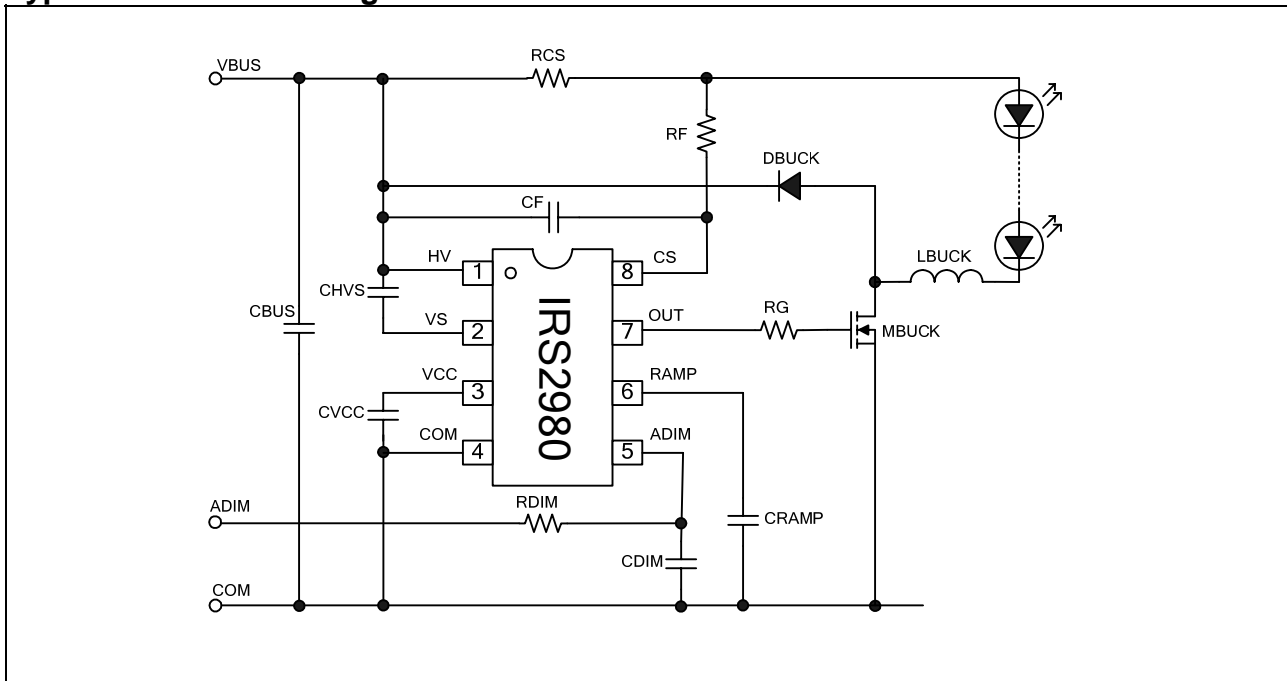 VBUS
RCS
RF
DBUCK
CF
HV
1
8
CS
LBUCK
CHVS
CBUS
VS
2
IRS2980
7
OUT
RG
MBUCK
VCC
3
6
RAMP
CVCC
COM
4
5
ADIM
ADIM
RDIM
CRAMP
CDIM
COM